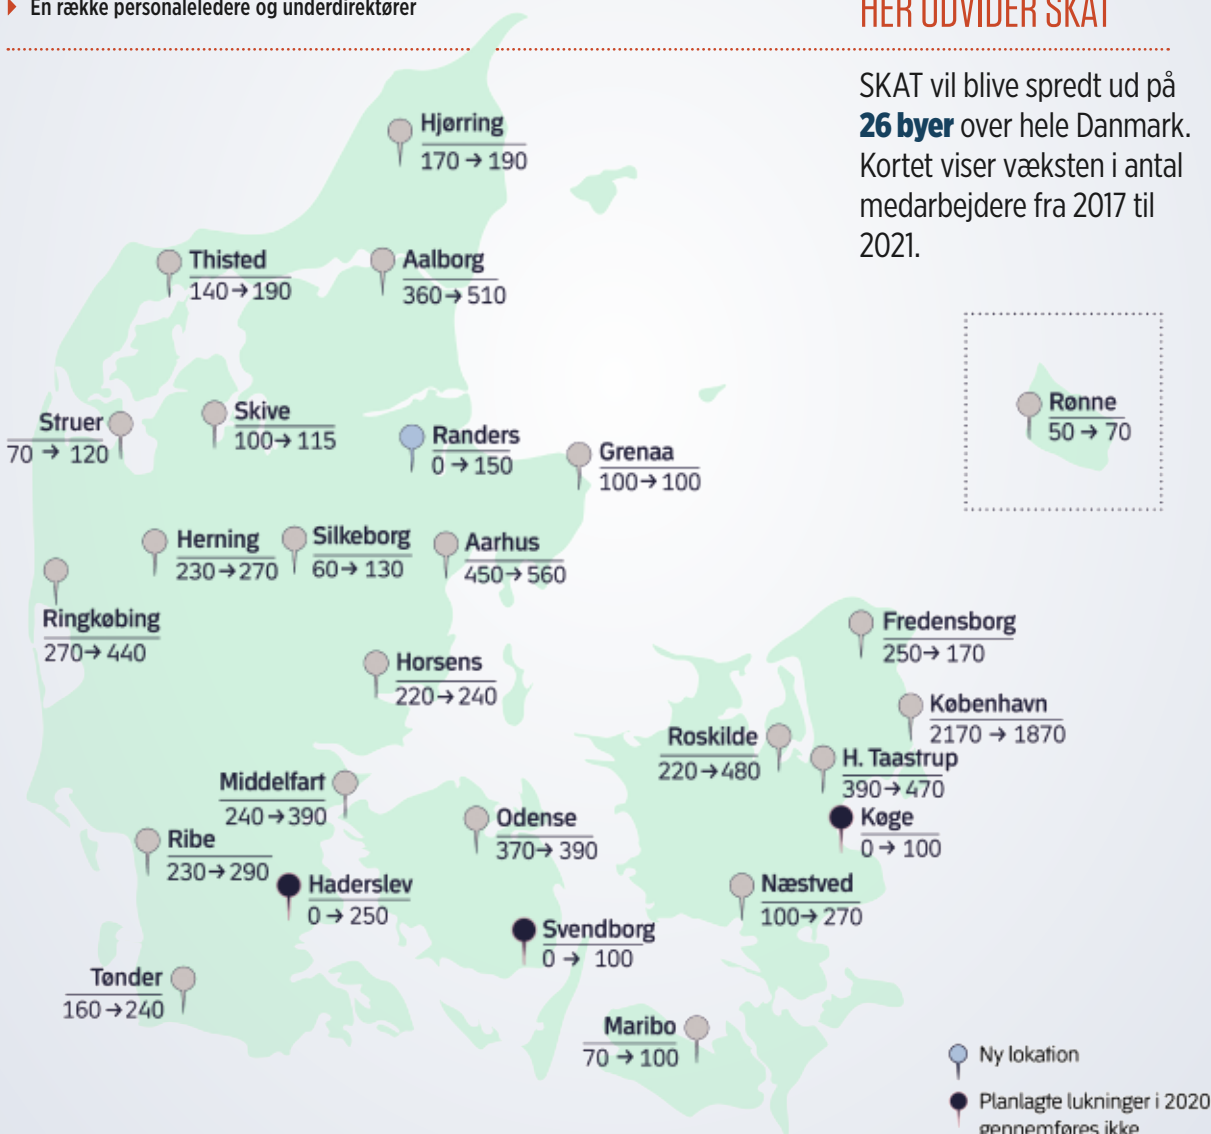 En række personaleledere og underdirektører
HER UDVIDER SKAT
SKAT vil blive spredt ud på
26 byer over hele Danmark.
Kortet viser væksten i antal
medarbejdere fra 2017 til
2021.
Hjørring
170 → 190
Thisted
140 → 190
Aalborg
360 → 510
Struer
70 → 120
Skive
100 → 115
Randers
0 → 150
Grenaa
100 → 100
Rønne
50 → 70
Herning
230 → 270
Silkeborg
60 → 130
Aarhus
450 → 560
Ringkøbing
270 → 440
Horsens
220 → 240
Fredensborg
250 → 170
København
2170 → 1870
Roskilde
220 → 480
H. Taastrup
390 → 470
Køge
0 → 100
Middelfart
240 → 390
Odense
370 → 390
Ribe
230 → 290
Haderslev
0 → 250
Næstved
100 → 270
Svendborg
0 → 100
Tønder
160 → 240
Maribo
70 → 100
Ny lokation
Planlagte lukninger i 2020
gennemføres ikke